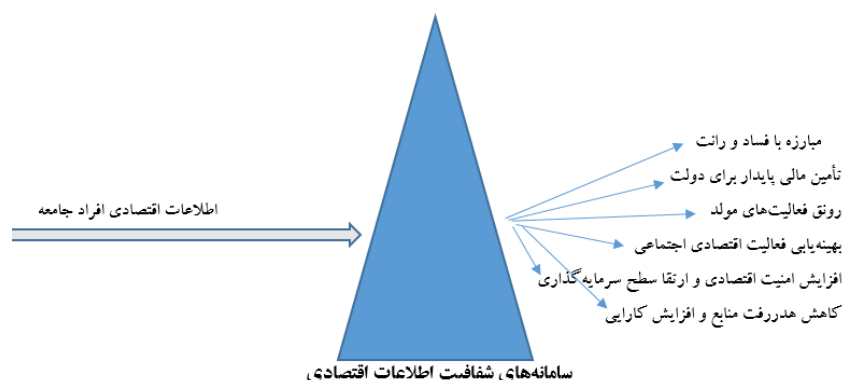 مبارزه با فساد و رانت
تأمین مالی پایدار برای دولت
رونق فعالیت‌های مولد
اطلاعات اقتصادی افراد جامعه
بهینه‌یابی فعالیت اقتصادی اجتماعی
افزایش امنیت اقتصادی و ارتقا سطح سرمایه‌گذاری
کاهش هدررفت منابع و افزایش کارایی
سامانه‌های شفافیت اطلاعات اقتصادی